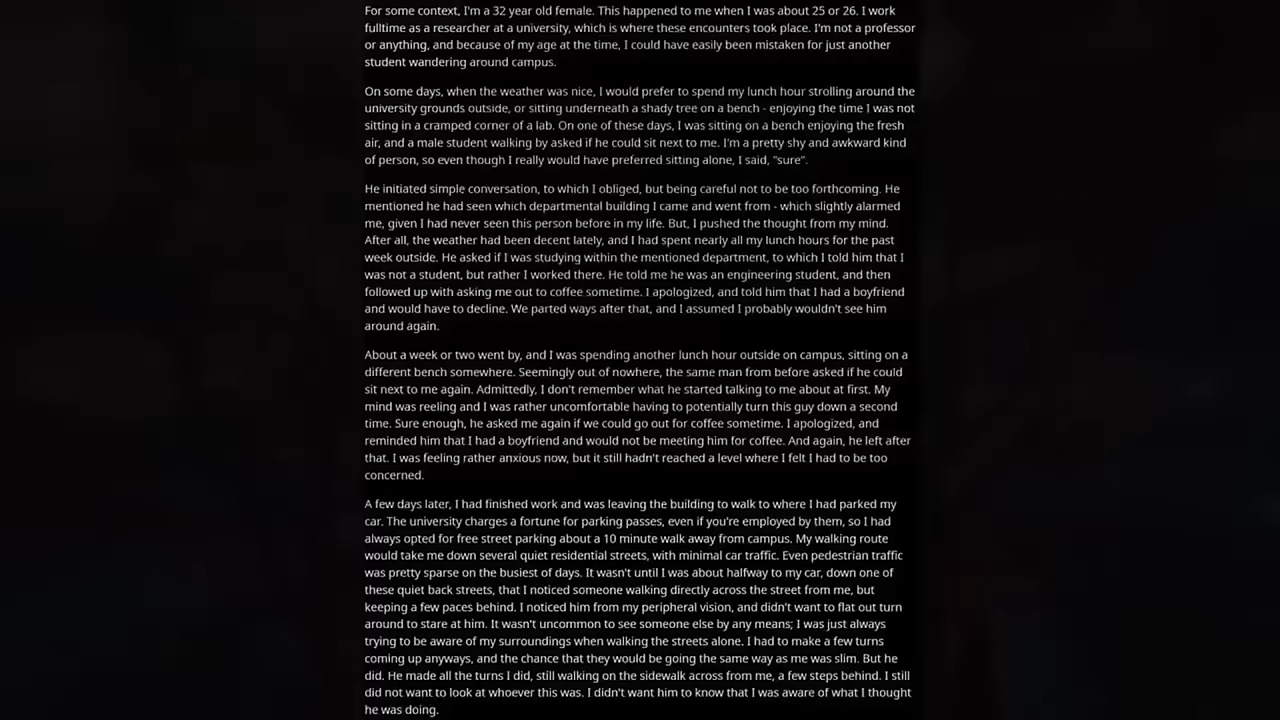 For some context, I'm a 32 year old female. This happened to me when I was about 25 or 26. I work
fulltime as a researcher at a university, which is where these encounters took place. I'm not a professor
or anything, and because of my age at the time, I could have easily been mistaken for just another
student wandering around campus.
On some days, when the weather was nice, I would prefer to spend my lunch hour strolling around the
university grounds outside, or sitting underneath a shady tree on a bench - enjoying the time I was not
sitting in a cramped corner of a lab. On one of these days, I was sitting on a bench enjoying the fresh
air, and a male student walking by asked if he could sit next to me. I'm a pretty shy and awkward kind
of person, so even though I really would have preferred sitting alone, I said, "sure".
He initiated simple conversation, to which I obliged, but being careful not to be too forthcoming. He
mentioned he had seen which departmental building I came and went from - which slightly alarmed
me, given I had never seen this person before in my life. But, I pushed the thought from my mind.
After all, the weather had been decent lately, and I had spent nearly all my lunch hours for the past
week outside. He asked if I was studying within the mentioned department, to which I told him that I
was not a student, but rather I worked there. He told me he was an engineering student, and then
followed up with asking me out to coffee sometime. I apologized, and told him that I had a boyfriend
and would have to decline. We parted ways after that, and I assumed I probably wouldn't see him
around again.
About a week or two went by, and I was spending another lunch hour outside on campus, sitting on a
different bench somewhere. Seemingly out of nowhere, the same man from before asked if he could
sit next to me again. Admittedly, I don't remember what he started talking to me about at first. My
mind was reeling and I was rather uncomfortable having to potentially turn this guy down a second
time. Sure enough, he asked me again if we could go out for coffee sometime. I apologized, and
reminded him that I had a boyfriend and would not be meeting him for coffee. And again, he left after
that. I was feeling rather anxious now, but it still hadn't reached a level where I felt I had to be too
concerned.
A few days later, I had finished work and was leaving the building to walk to where I had parked my
car. The university charges a fortune for parking passes, even if you're employed by them, so I had
always opted for free street parking about a 10 minute walk away from campus. My walking route
would take me down several quiet residential streets, with minimal car traffic. Even pedestrian traffic
was pretty sparse on the busiest of days. It wasn't until I was about halfway to my car, down one of
these quiet back streets, that I noticed someone walking directly across the street from me, but
keeping a few paces behind. I noticed him from my peripheral vision, and didn't want to flat out turn
around to stare at him. It wasn't uncommon to see someone else by any means; I was just always
trying to be aware of my surroundings when walking the streets alone. I had to make a few turns
coming up anyways, and the chance that they would be going the same way as me was slim. But he
did. He made all the turns I did, still walking on the sidewalk across from me, a few steps behind. I still
did not want to look at whoever this was. I didn't want him to know that I was aware of what I thought
he was doing.